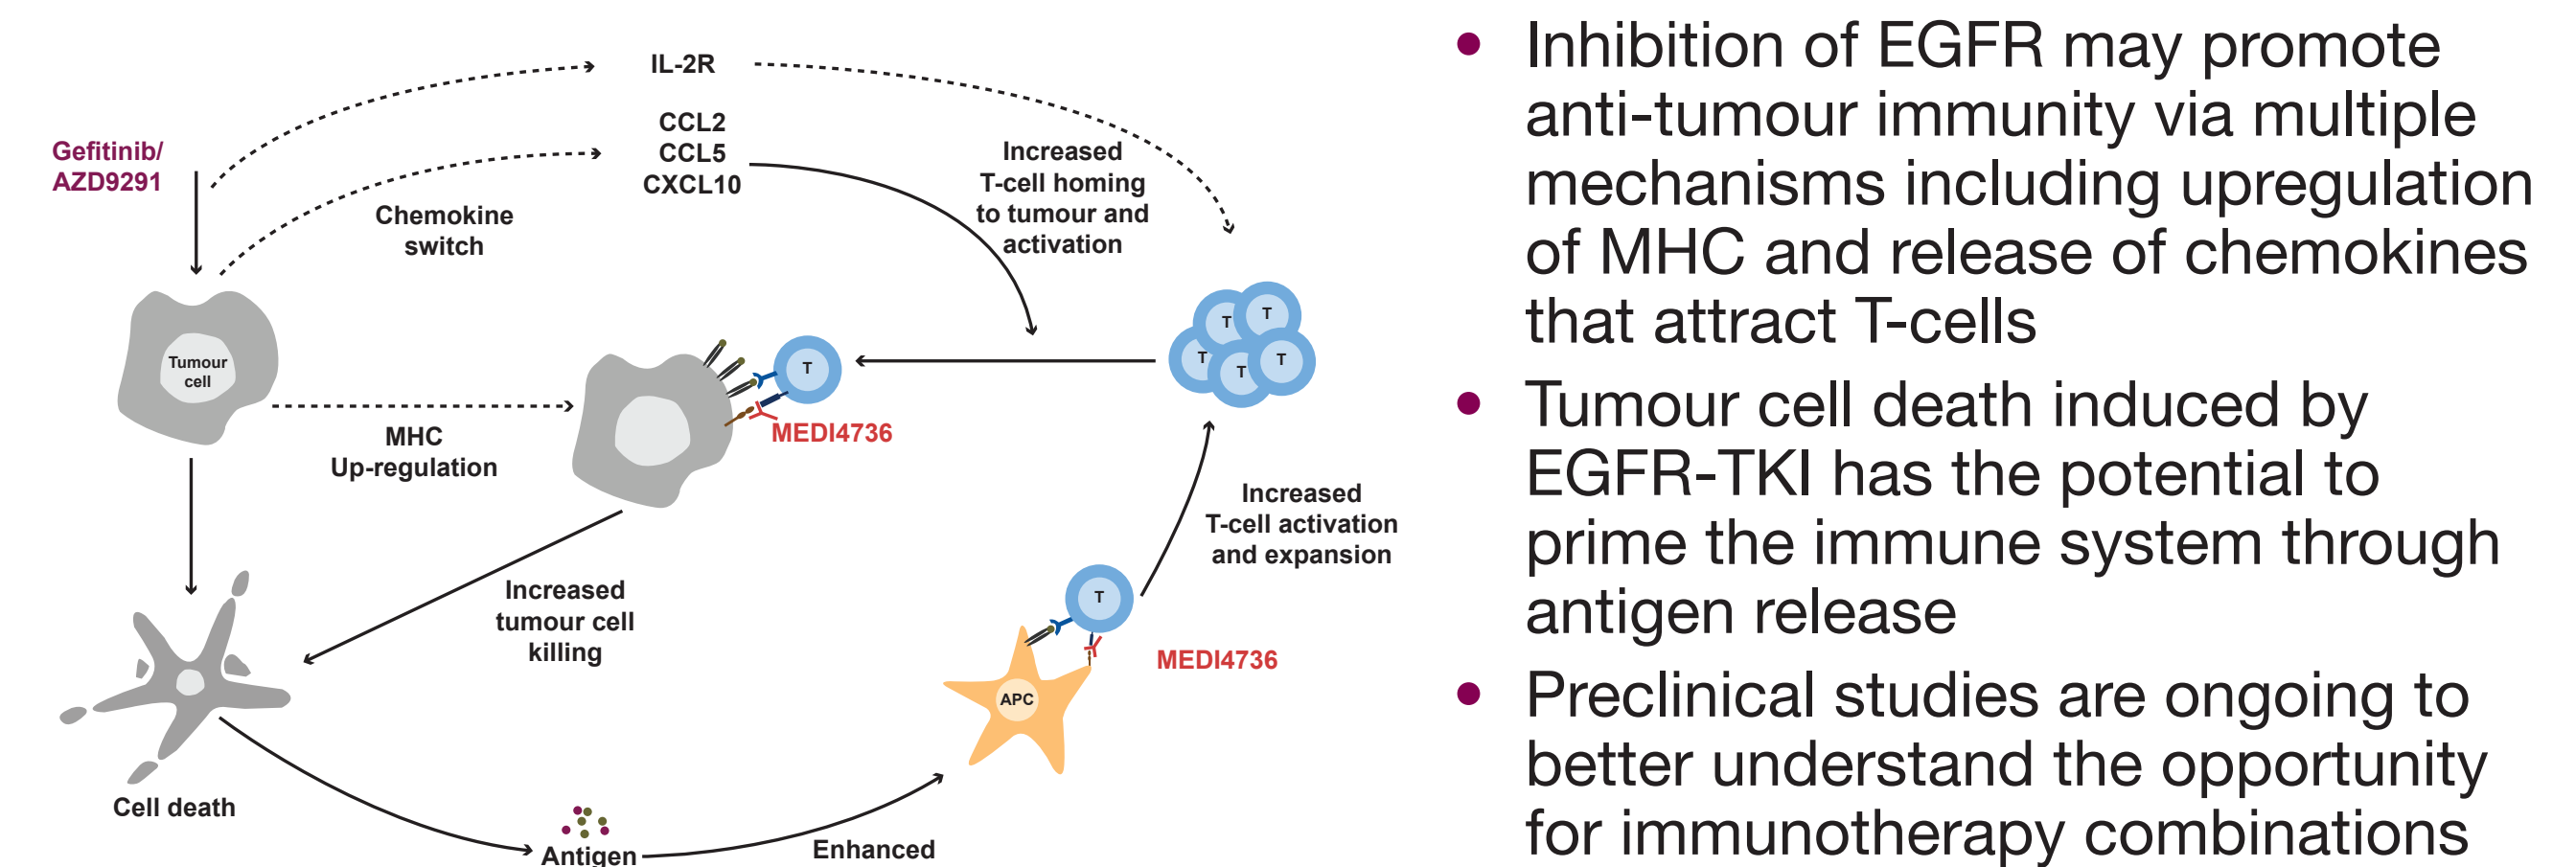 IL-2R
CCL2
CCL5
CXCL10
Gefitinib/
AZD9291
Chemokine
switch
Increased
T-cell homing
to tumour and
activation
Tumour
cell
T
T
T
T
T
T
MEDI4736
MHC
Up-regulation
Increased
tumour cell
killing
Increased
T-cell activation
and expansion
T
MEDI4736
APC
Cell death
Antigen
Enhanced
• Inhibition of EGFR may promote
anti-tumour immunity via multiple
mechanisms including upregulation
of MHC and release of chemokines
that attract T-cells
• Tumour cell death induced by
EGFR-TKI has the potential to
prime the immune system through
antigen release
• Preclinical studies are ongoing to
better understand the opportunity
for immunotherapy combinations